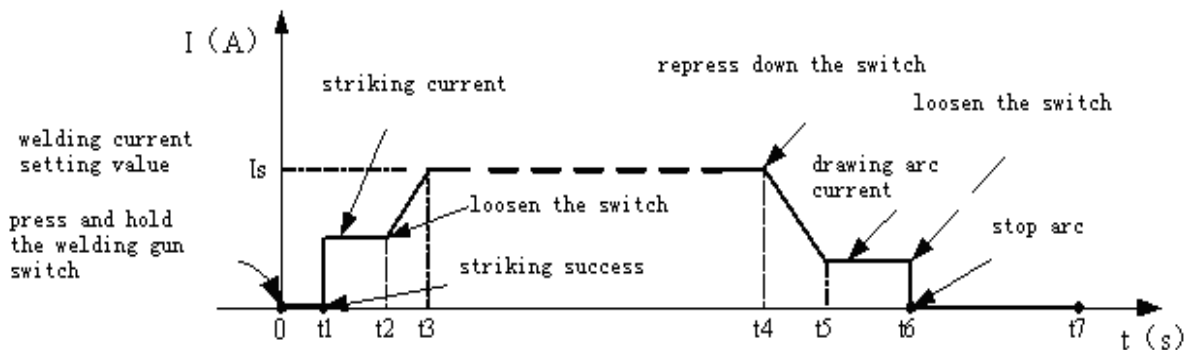 I (A)
striking current
repress down the switch
loosen the switch
welding current
setting value
Is
drawing arc
current
press and hold
the welding gun
switch
loosen the switch
stop arc
striking success
0 t1 t2 t3 t4 t5 t6 t7
t (s)